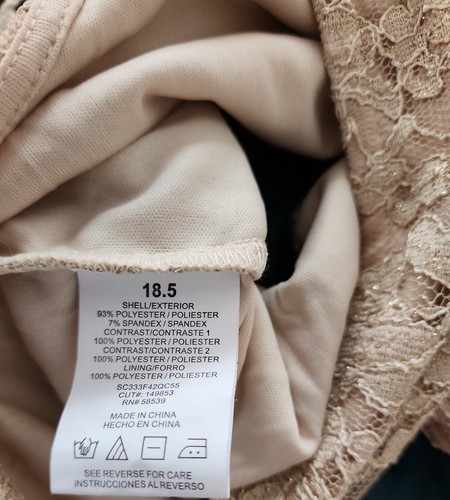 18.5
SHELL/EXTERIOR
93% POLYESTER / POLIESTER
7% SPANDEX / SPANDEX
CONTRAST/CONTRASTE 1
100% POLYESTER / POLIESTER
CONTRAST/CONTRASTE 2
100% POLYESTER / POLIESTER
LINING/FORRO
100% POLYESTER / POLIESTER
SC333F42QC55
CUT#: 149853
RN# 58539
MADE IN CHINA
HECHO EN CHINA
SEE REVERSE FOR CARE
INSTRUCCIONES AL REVERSO